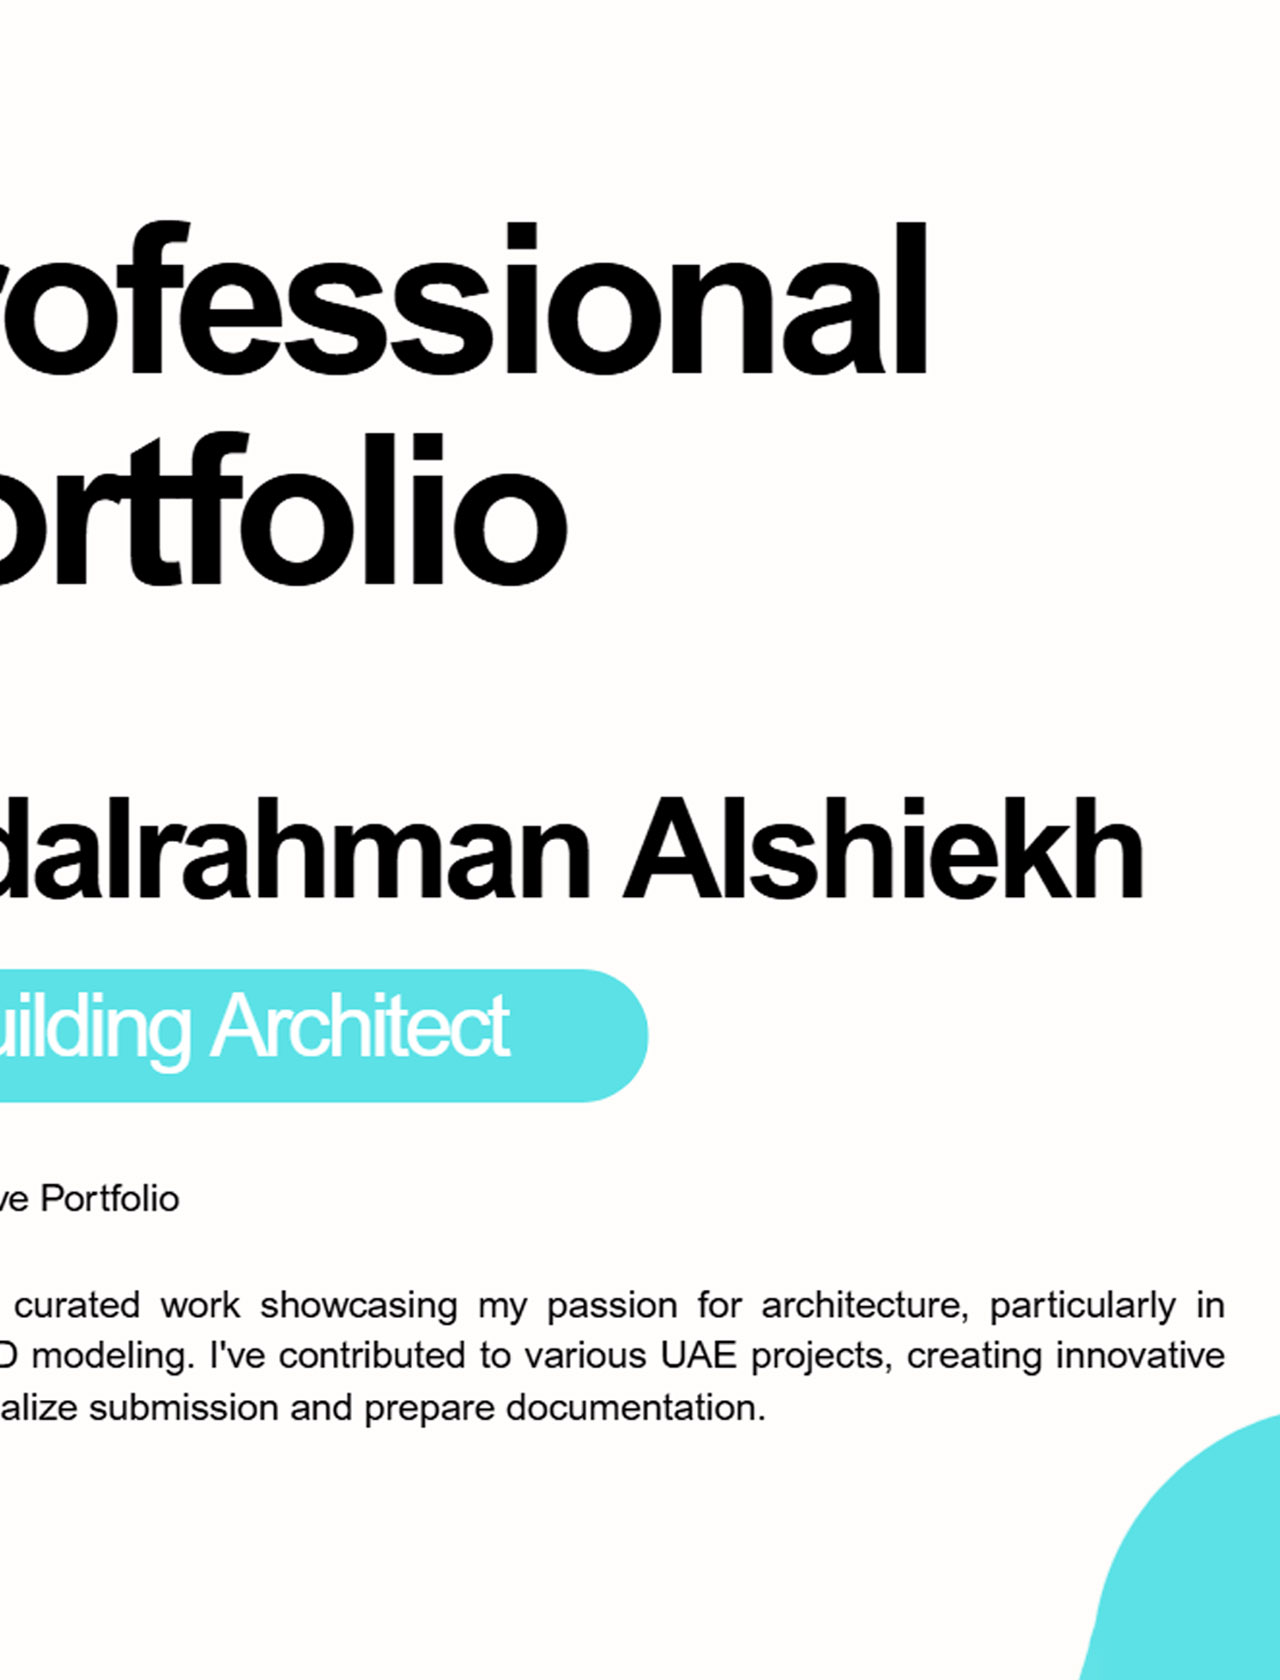 rofessional
ortfolio
dalrahman Alshiekh
uilding Architect
ve Portfolio
curated work showcasing my passion for architecture, particularly in
D modeling. I've contributed to various UAE projects, creating innovative
alize submission and prepare documentation.